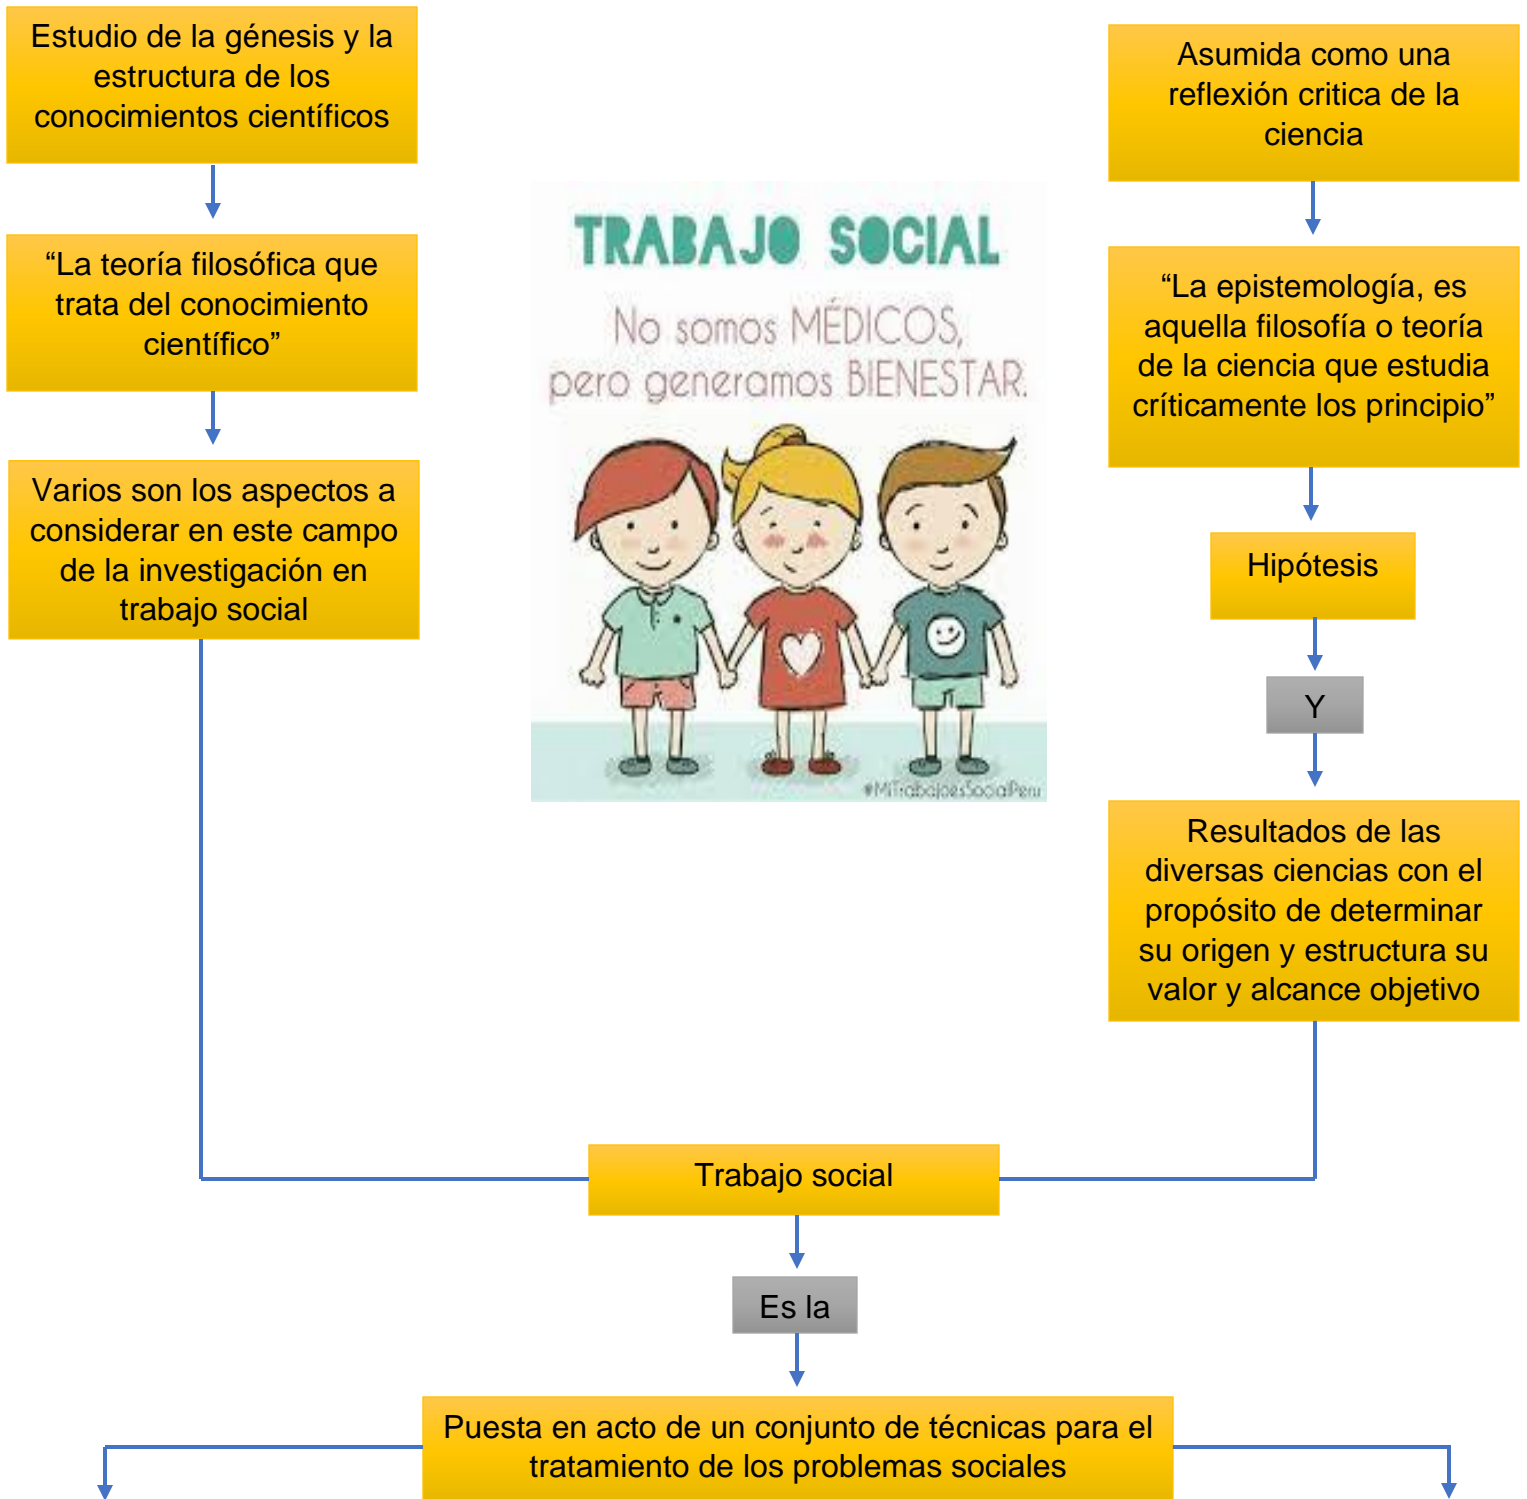 Estudio de la génesis y la
estructura de los
conocimientos científicos
“La teoría filosófica que
trata del conocimiento
científico”
Varios son los aspectos a
considerar en este campo
de la investigación en
trabajo social
TRABAJO SOCIAL
No somos MÉDICOS,
pero generamos BIENESTAR.
#MiTrabajoesSocialPeru
Asumida como una
reflexión critica de la
ciencia
“La epistemología, es
aquella filosofía o teoría
de la ciencia que estudia
críticamente los principio”
Hipótesis
Y
Resultados de las
diversas ciencias con el
propósito de determinar
su origen y estructura su
valor y alcance objetivo
Trabajo social
Es la
Puesta en acto de un conjunto de técnicas para el
tratamiento de los problemas sociales